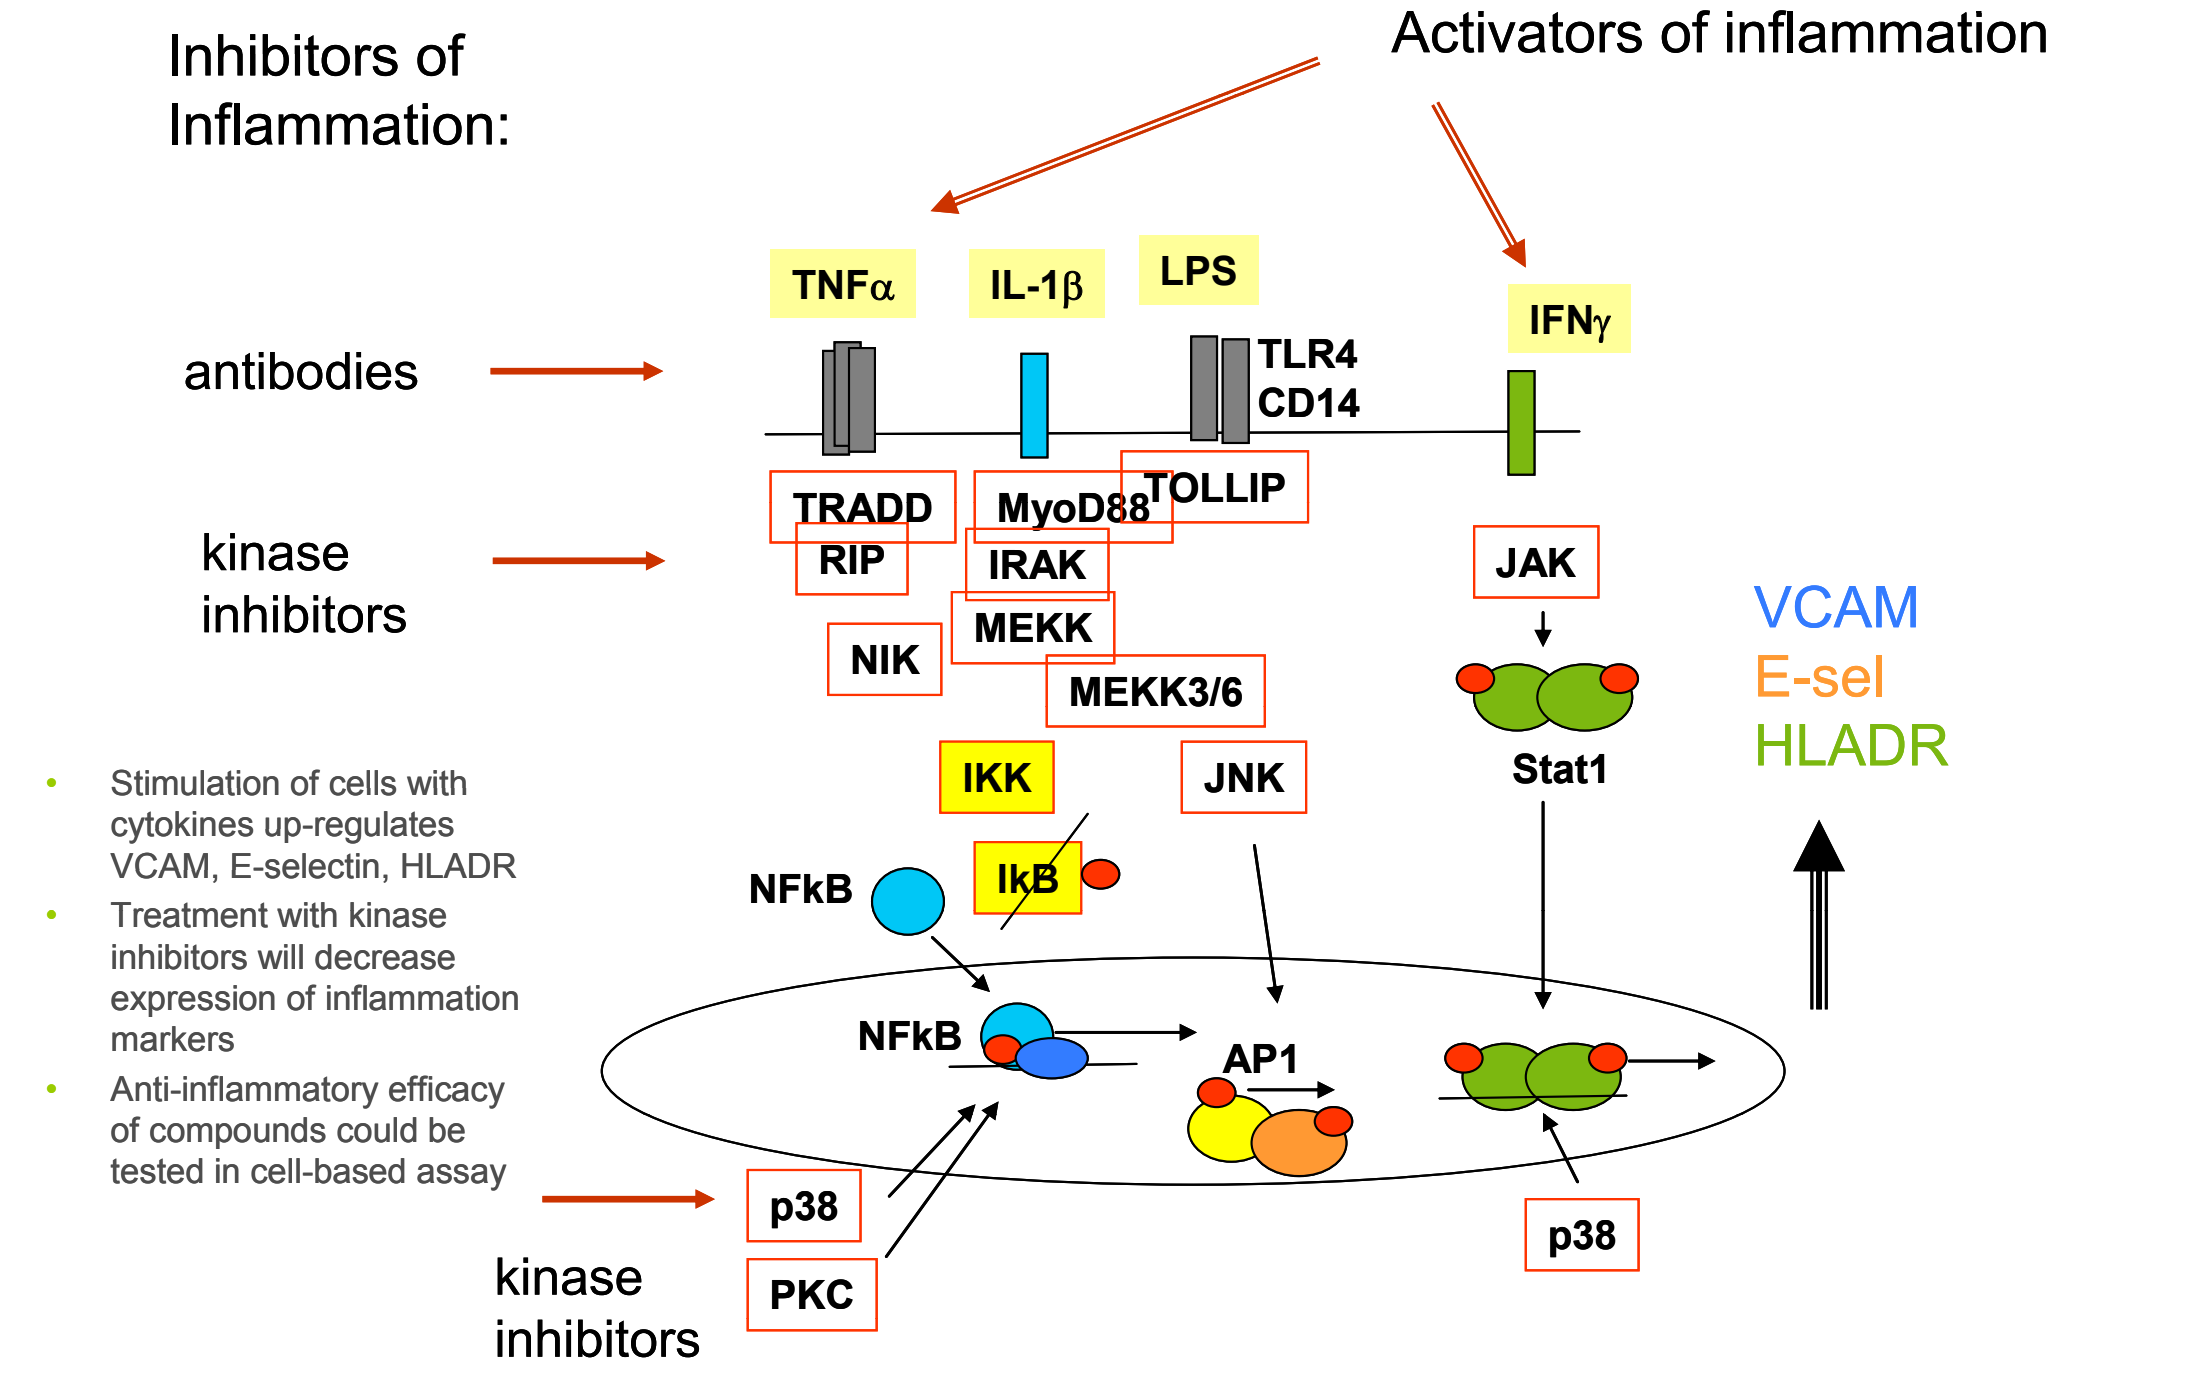 Inhibitors of
Inflammation:
Activators of inflammation
TNFα
IL-1β
LPS
IFNγ
antibodies
TLR4
CD14
TRADD
MyoD88
TOLLIP
kinase
inhibitors
RIP
IRAK
JAK
MEKK
NIK
MEKK3/6
VCAM
E-sel
HLADR
IKK
JNK
Stat1
• Stimulation of cells with
cytokines up-regulates
VCAM, E-selectin, HLADR
• Treatment with kinase
inhibitors will decrease
expression of inflammation
markers
• Anti-inflammatory efficacy
of compounds could be
tested in cell-based assay
NFkB
IkB
NFkB
AP1
p38
p38
PKC
kinase
inhibitors